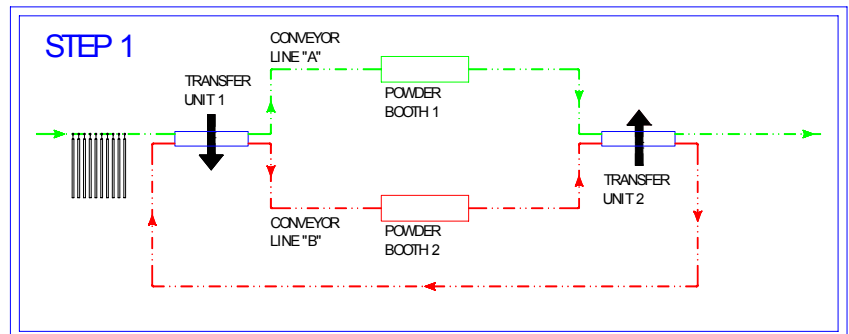 STEP 1
CONVEYOR
LINE "A"
TRANSFER
UNIT 1
POWDER
BOOTH 1
TRANSFER
UNIT 2
CONVEYOR
LINE "B"
POWDER
BOOTH 2